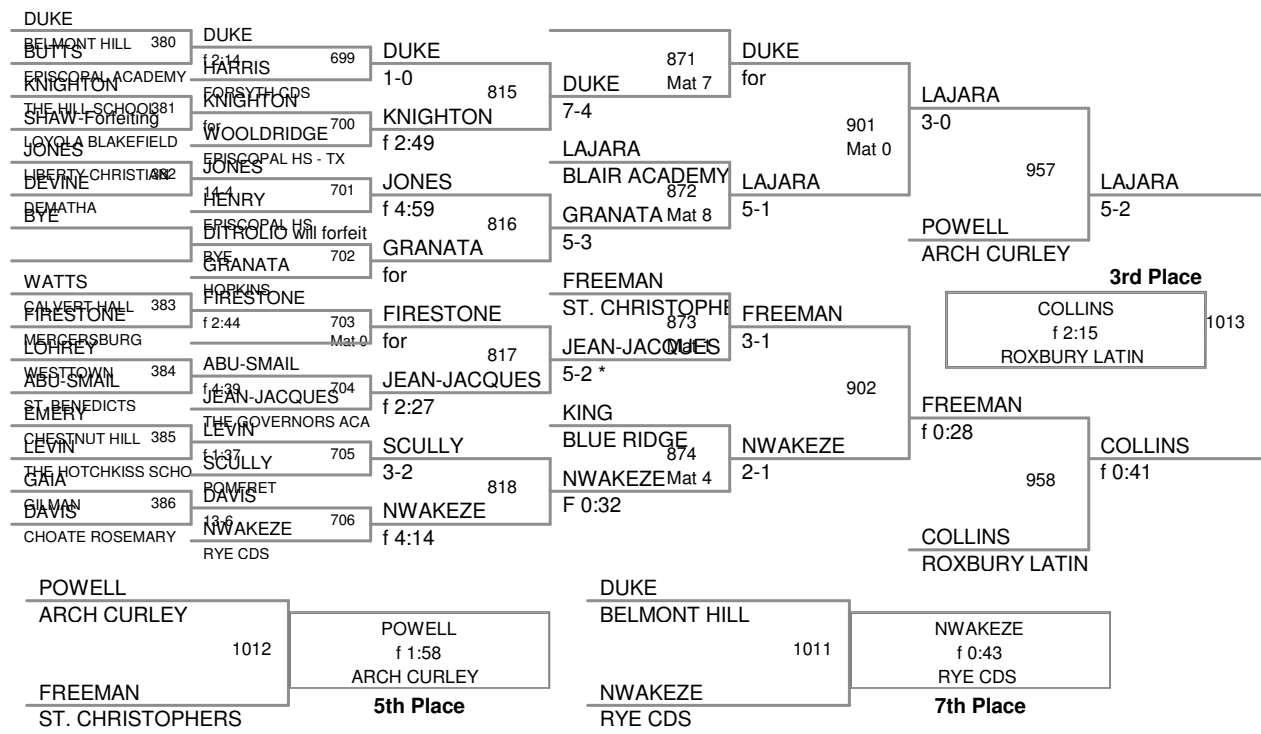 DUKE
BELMONT HILL 380
BUTTS
EPISCOPAL ACADEMY
KNIGHTON
THE HILL SCHOOL 381
SHAW-Forfeiting
LOYOLA BLAKEFIELD
JONES
LIBERTY CHRISTIAN 382
DEVINE
DEMATHA
BYE
WATTS
CALVERT HALL 383
FIRESTONE
MERCERSBURG
LOHREY
WESTTOWN 384
ABU-SMAIL
ST. BENEDICTS
EMERY
CHESTNUT HILL 385
LEVIN
THE HOTCHKISS SCHO
GAIA
GILMAN 386
DAVIS
CHOATE ROSEMARY
DUKE
f 2:14 699
HARRIS
FORSYTH CDS
KNIGHTON
for 700
WOOLDRIDGE
EPISCOPAL HS - TX
JONES
14-4 701
HENRY
EPISCOPAL HS
DITROLIO will forfeit
BYE 702
GRANATA
HOPKINS
FIRESTONE
f 2:44 703
Mat 0
ABU-SMAIL
f 4:39 704
JEAN-JACQUES
THE GOVERNORS ACA
LEVIN
f 1:37 705
SCULLY
POMFRET
DAVIS
13-6 706
NWAKEZE
RYE CDS
DUKE
1-0
815
KNIGHTON
f 2:49
JONES
f 4:59
816
GRANATA
for
FIRESTONE
for
817
JEAN-JACQUES
f 2:27
SCULLY
3-2
818
NWAKEZE
f 4:14
871
Mat 7
DUKE
7-4
LAJARA
BLAIR ACADEMY
872
Mat 8
GRANATA
5-3
FREEMAN
ST. CHRISTOPHE
873
Mat 1
JEAN-JACQUES
5-2 *
KING
BLUE RIDGE
874
Mat 4
NWAKEZE
F 0:32
DUKE
for
901
Mat 0
LAJARA
5-1
FREEMAN
3-1
902
NWAKEZE
2-1
LAJARA
3-0
957
POWELL
ARCH CURLEY
FREEMAN
f 0:28
958
COLLINS
ROXBURY LATIN
LAJARA
5-2
3rd Place
COLLINS
f 2:15
ROXBURY LATIN
1013
COLLINS
f 0:41
POWELL
ARCH CURLEY
1012
FREEMAN
ST. CHRISTOPHERS
POWELL
f 1:58
ARCH CURLEY
5th Place
DUKE
BELMONT HILL
1011
NWAKEZE
RYE CDS
NWAKEZE
f 0:43
RYE CDS
7th Place